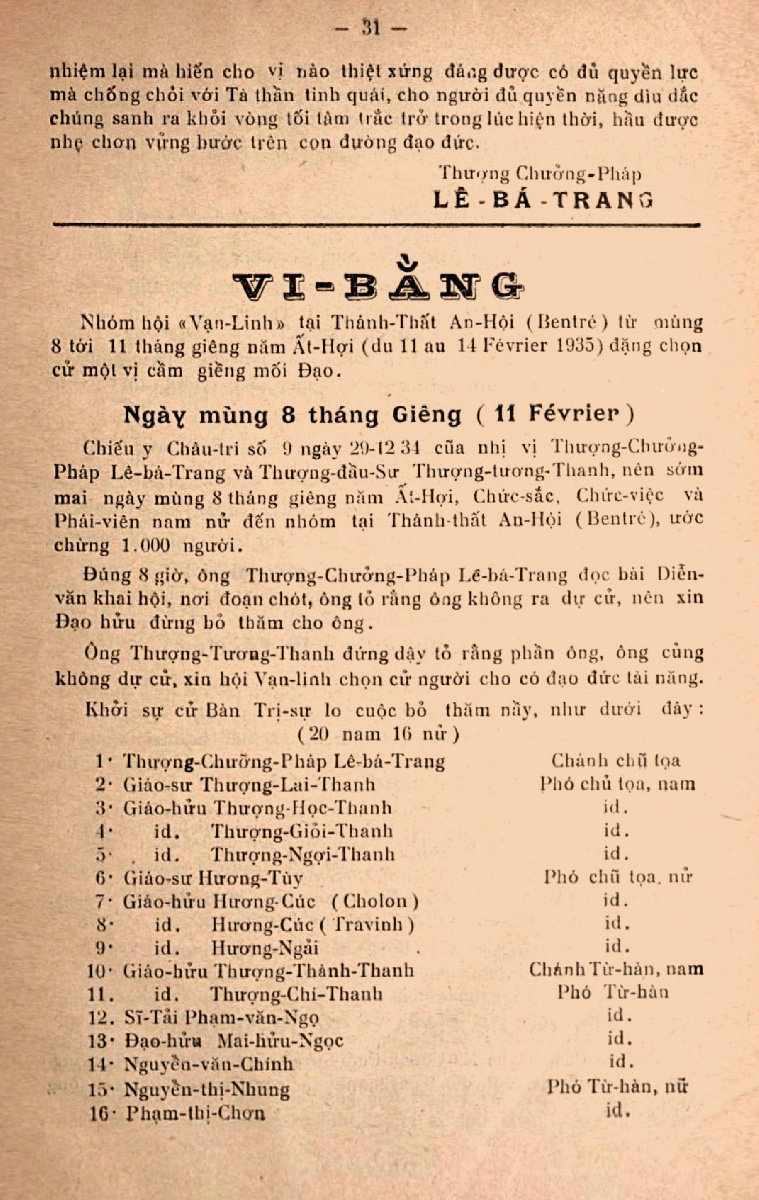 — 31 —
nhiệm lại mà hiến cho vị nào thiệt xứng đáng được có đủ quyền lực
mà chống chỏi với Tà thần tinh quái, cho người đủ quyền năng dìu dắc
chúng sanh ra khỏi vòng tối tâm trắc trở trong lúc hiện thời, hầu được
nhẹ chơn vửng bước trên con đường đạo đức.
Thượng Chưởng-Pháp
LÊ-BÁ-TRANG
VI-BẰNG
Nhóm hội «Vạn-Linh» tại Thánh-Thất An-Hội (Bentré) từ mùng
8 tới 11 tháng giêng năm Ất-Hợi (du 11 au 14 Février 1935) đặng chọn
cử một vị cầm giềng mối Đạo.
Ngày mùng 8 tháng Giêng (11 Février)
Chiếu y Châu-tri số 9 ngày 29-12 34 cũa nhị vị Thượng-Chưởng-
Pháp Lê-bá-Trang và Thượng-đầu-Sư Thượng-tương-Thanh, nên sớm
mai ngày mùng 8 tháng giêng năm Ất-Hợi, Chức-sắc, Chức-việc và
Phái-viên nam nử đến nhóm tại Thánh-thất An-Hội (Bentré), ước
chừng 1.000 người.
Đúng 8 giờ, ông Thượng-Chưởng-Pháp Lê-bá-Trang đọc bài Diễn-
văn khai hội, nơi đoạn chót, ông tỏ rằng ông không ra dự cử, nên xin
Đạo hữu đừng bỏ thăm cho ông.
Ông Thượng-Tương-Thanh đứng dậy tỏ rằng phần ông, ông củng
không dự cử, xin hội Vạn-linh chọn cử người cho có đạo đức tài năng.
Khởi sự cử Bàn Trị-sự lo cuộc bỏ thăm nầy, như dưới đây :
(20 nam 16 nử)
1· Thượng-Chưỡng-Pháp Lê-bá-Trang Chánh chũ tọa
2· Giáo-sư Thượng-Lai-Thanh Phó chủ tọa, nam
3· Giáo-hửu Thượng-Học-Thanh id.
4· id. Thượng-Giỏi-Thanh id.
5· id. Thượng-Ngợi-Thanh id.
6· Giáo-sư Hương-Tùy Phó chũ tọa, nử
7· Giáo-hửu Hương-Cúc (Cholon) id.
8· id. Hương-Cúc (Travinh) id.
9· id. Hương-Ngải id.
10· Giáo-hửu Thượng-Thành-Thanh Chánh Từ-hàn, nam
11. id. Thượng-Chí-Thanh Phó Từ-hàn
12. Sĩ-Tải Phạm-văn-Ngọ id.
13· Đạo-hửu Mai-hửu-Ngọc id.
14· Nguyễn-văn-Chính id.
15· Nguyễn-thị-Nhung Phó Từ-hàn, nữ
16· Phạm-thị-Chơn id.